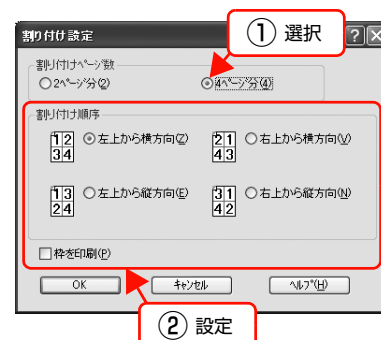 割り付け設定
① 選択
割り付けページ数
2ページ分(2) 4ページ分(4)
割り付け順序
12 左上から横方向(Z) 21 右上から横方向(V)
34 43
13 左上から縦方向(E) 31 右上から縦方向(N)
24 42
枠を印刷(P)
OK キャンセル ヘルプ(H)
② 設定